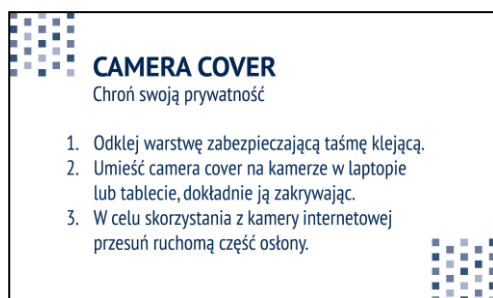 CAMERA COVER
Chroń swoją prywatność
1. Odklej warstwę zabezpieczającą taśmę klejącą.
2. Umieść camera cover na kamerze w laptopie
lub tablecie, dokładnie ją zakrywając.
3. W celu skorzystania z kamery internetowej
przesuń ruchomą część osłony.